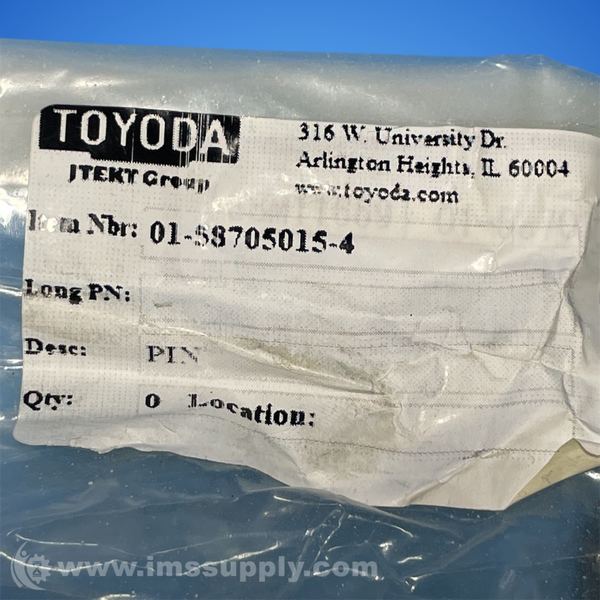 TOYODA
JTEKT Group
316 W. University Dr.
Arlington Heights, IL 60004
www.toyoda.com
Item Nbr: 01-S8705015-4
Long PN:
Desc: PIN
Qty: 0 Location:
www.imssupply.com